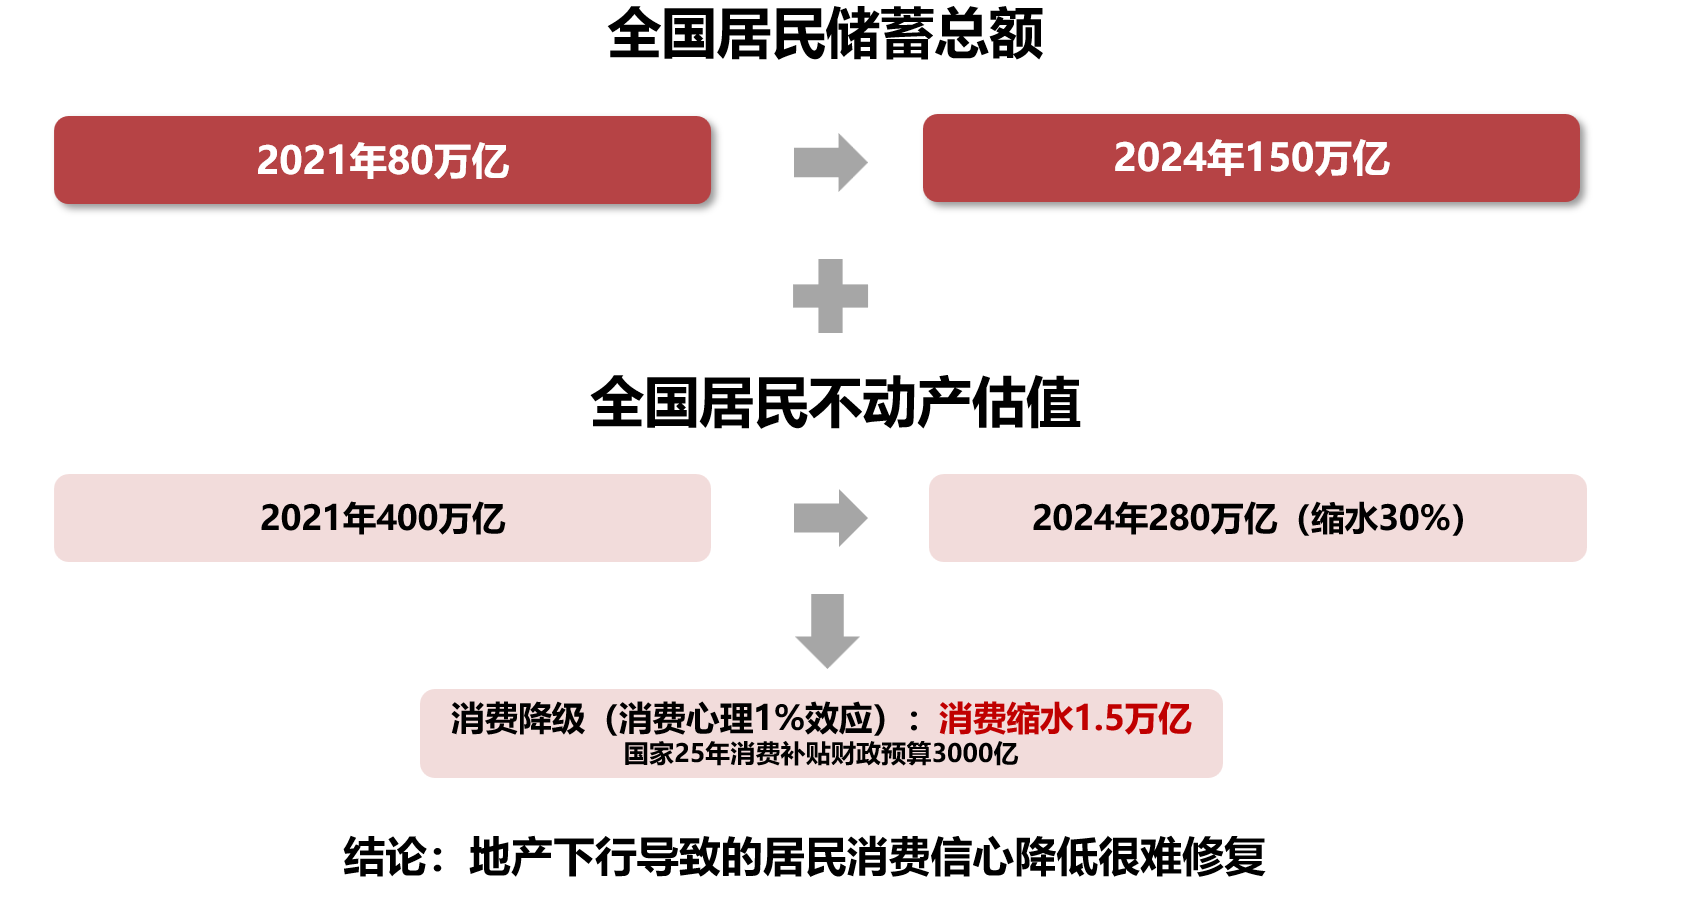 全国居民储蓄总额
2021年80万亿
2024年150万亿
全国居民不动产估值
2021年400万亿
2024年280万亿（缩水30%）
消费降级（消费心理1%效应）：消费缩水1.5万亿
国家25年消费补贴财政预算3000亿
结论：地产下行导致的居民消费信心降低很难修复